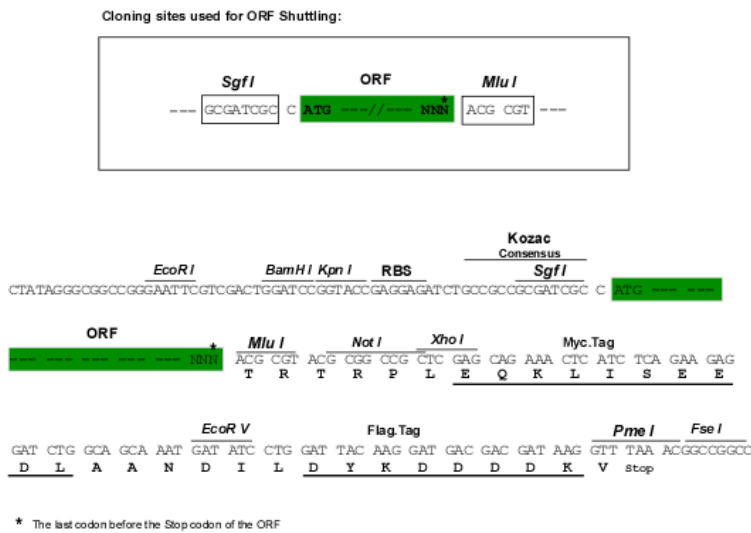 Cloning sites used for ORF Shuttling:
Sgf I ORF Mlu I
*
--- GCGATCGC C ATG ---//--- NNN ACG CGT ---
Kozac
Consensus
EcoR I BamH I Kpn I RBS Sgf I
CTATAGGGCGGCCGGGAATTCGTCGACTGGATCCGGTACCGAGGAGATCTGCCGCCGCGATCGC C ATG --- ---
ORF * Mlu I Not I Xho I Myc.Tag
--- --- --- --- --- --- NNN ACG CGT ACG CGG CCG CTC GAG CAG AAA CTC ATC TCA GAA GAG
T R T R P L E Q K L I S E E
EcoR V Flag.Tag Pme I Fse I
GAT CTG GCA GCA AAT GAT ATC CTG GAT TAC AAG GAT GAC GAC GAT AAG GTT TAA ACGGCCGGCC
D L A A N D I L D Y K D D D D K V Stop
* The last codon before the Stop codon of the ORF